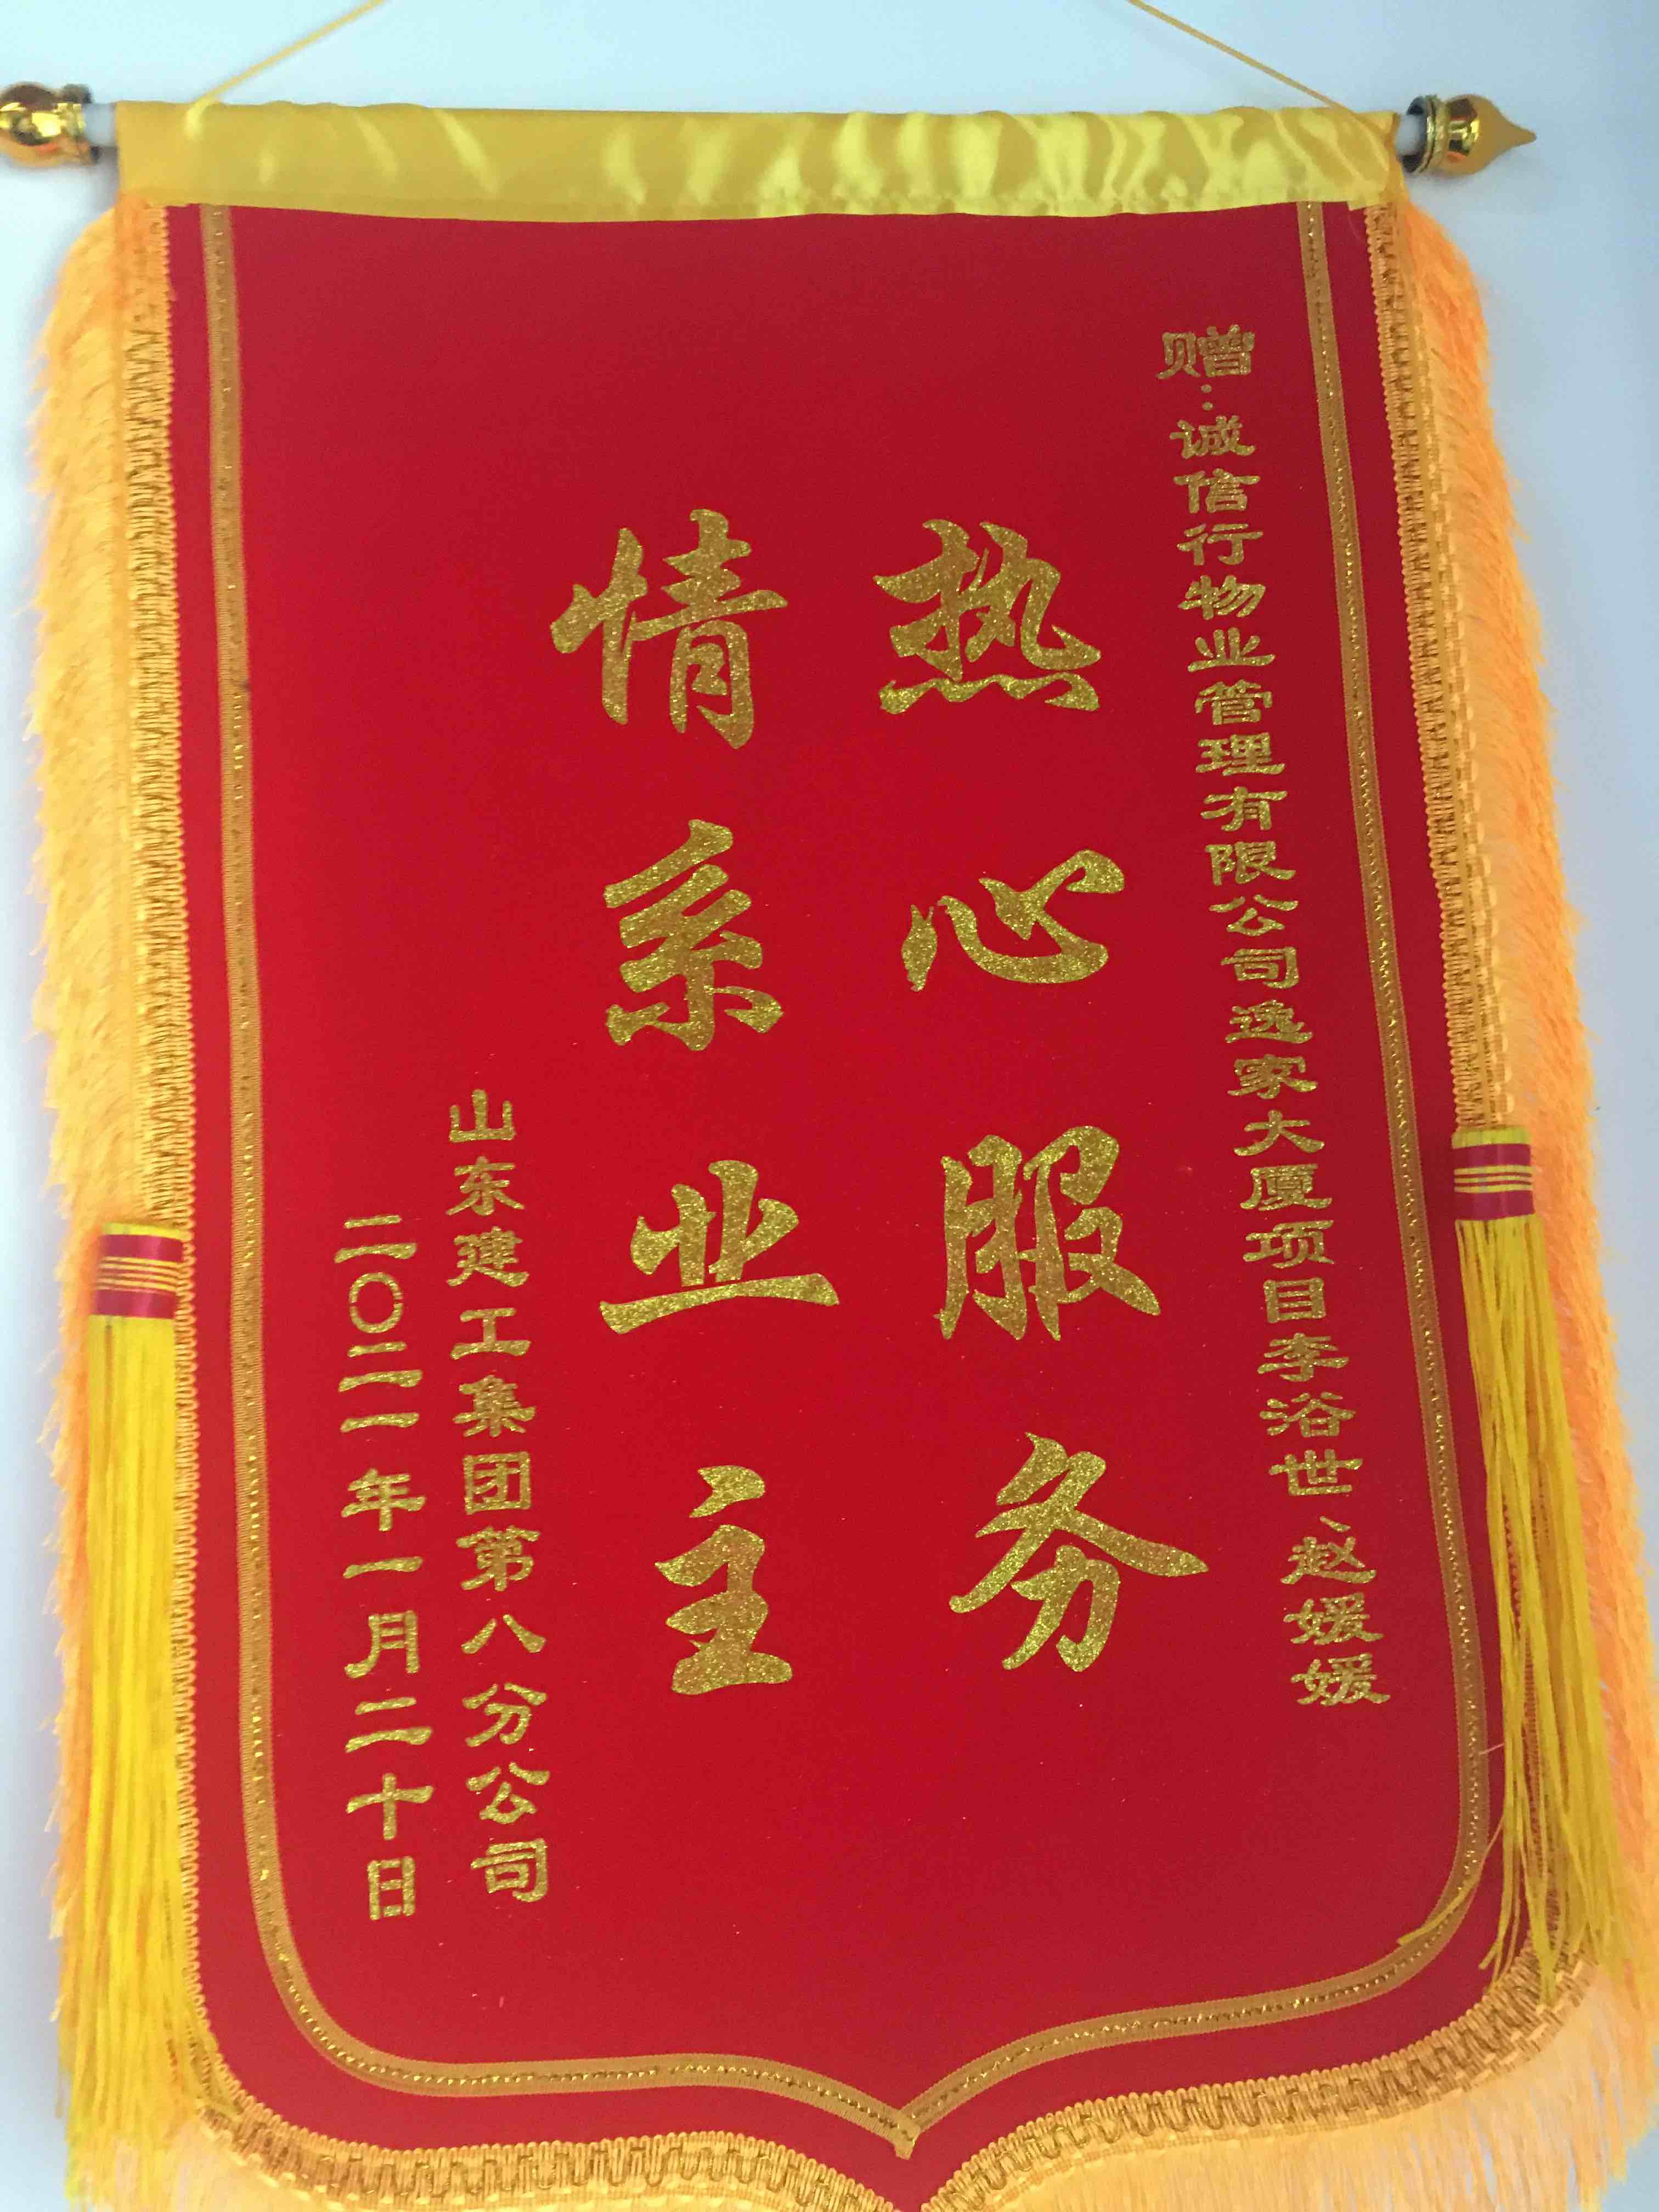 赠：诚信行物业管理有限公司逸家大厦项目李浴世、赵媛媛
热心服务
情系业主
山东建工集团第八分公司
二〇二一年一月二十日